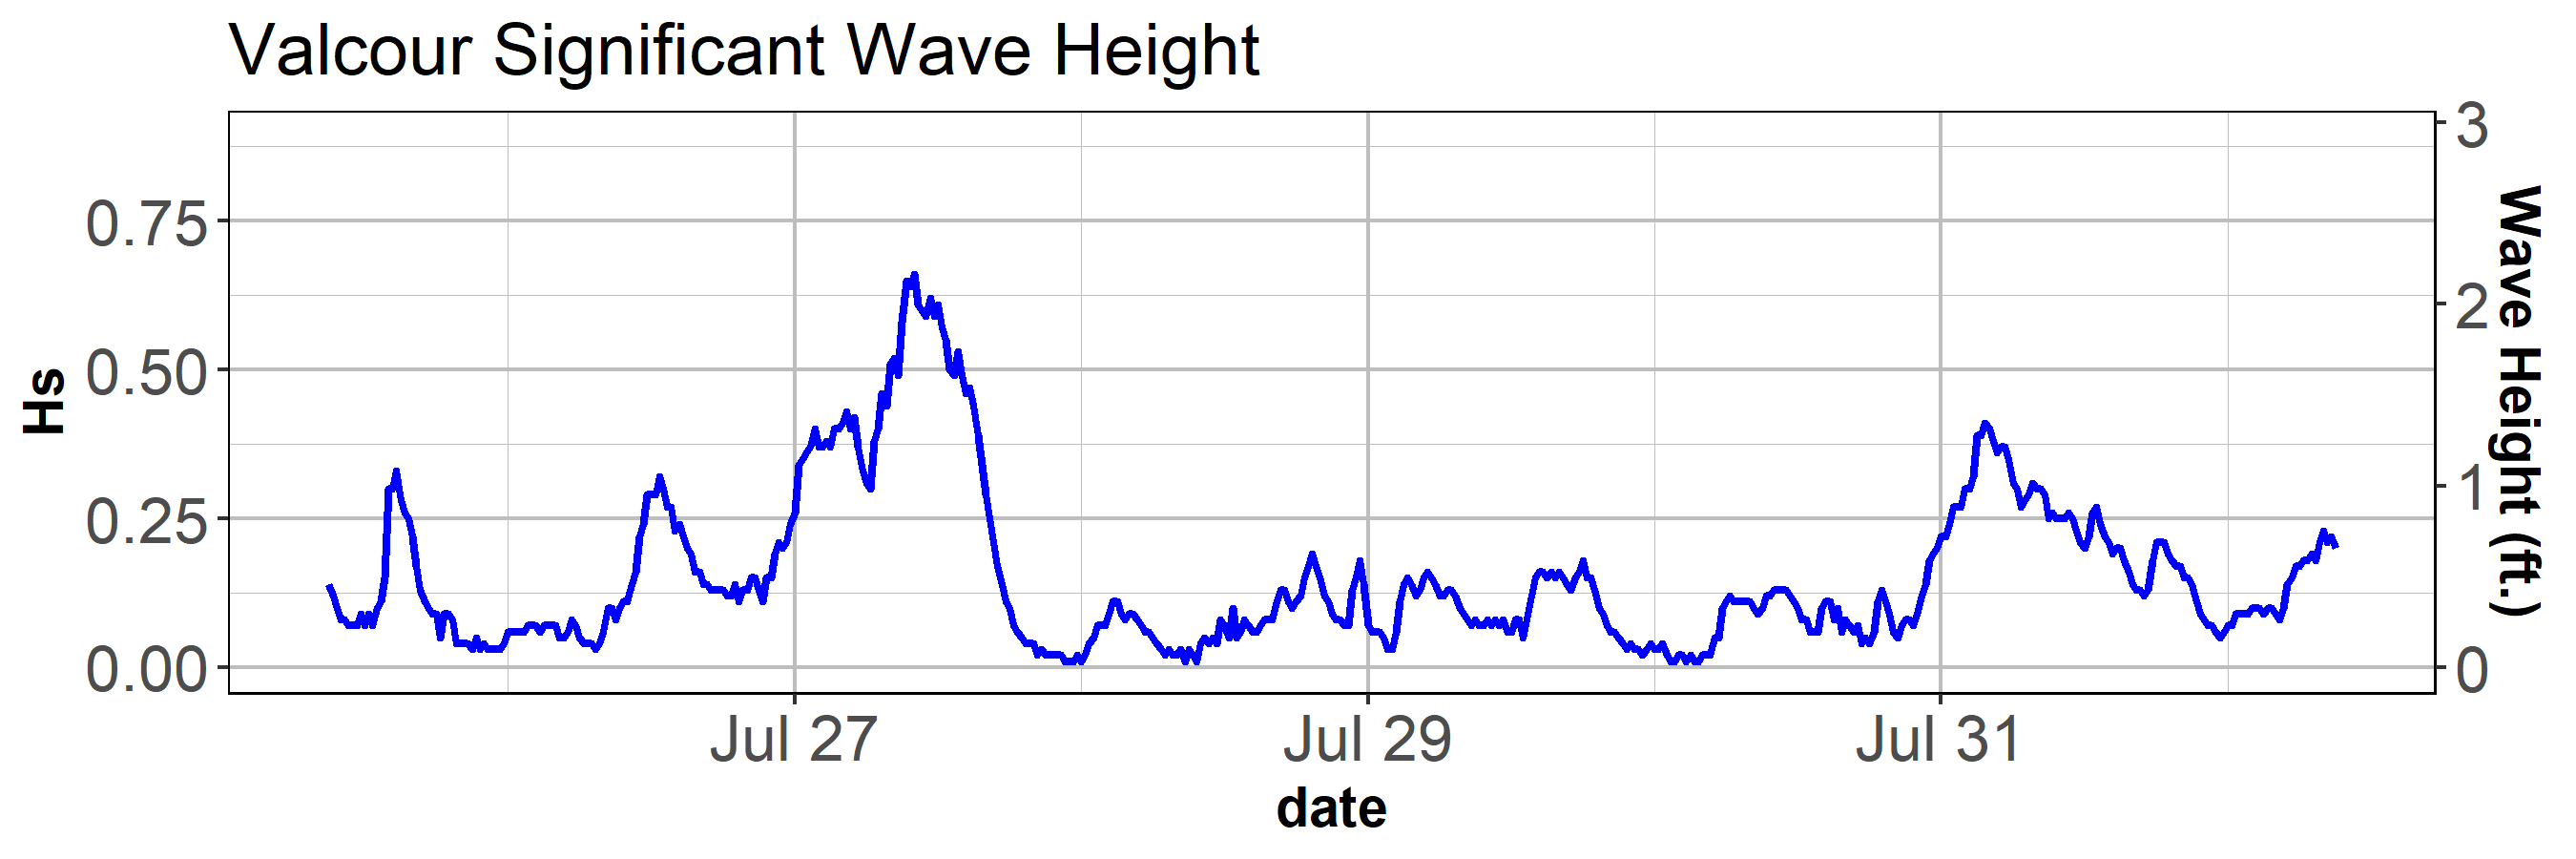 Valcour Significant Wave Height
Hs
0.75
0.50
0.25
0.00
3
2
1
0
Wave Height (ft.)
Jul 27
Jul 29
Jul 31
date